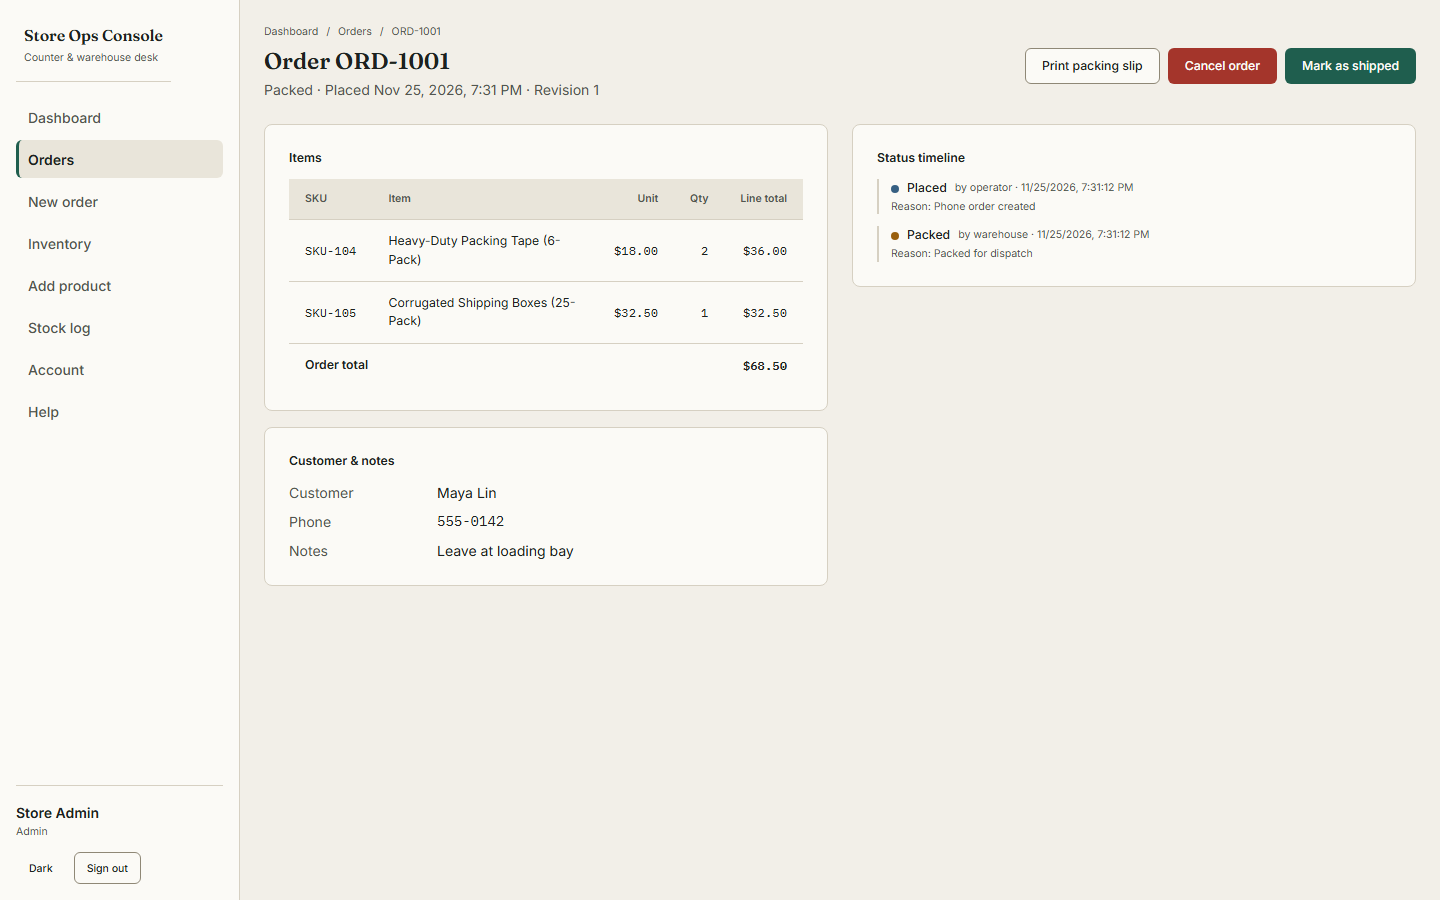 Store Ops Console
Counter & warehouse desk
Dashboard
Orders
New order
Inventory
Add product
Stock log
Account
Help
Store Admin
Admin
Dark
Sign out
Dashboard / Orders / ORD-1001
Order ORD-1001
Packed · Placed Nov 25, 2026, 7:31 PM · Revision 1
Print packing slip
Cancel order
Mark as shipped
Items
SKU Item Unit Qty Line total
SKU-104 Heavy-Duty Packing Tape (6-
Pack) $18.00 2 $36.00
SKU-105 Corrugated Shipping Boxes (25-
Pack) $32.50 1 $32.50
Order total $68.50
Customer & notes
Customer Maya Lin
Phone 555-0142
Notes Leave at loading bay
Status timeline
Placed by operator · 11/25/2026, 7:31:12 PM
Reason: Phone order created
Packed by warehouse · 11/25/2026, 7:31:12 PM
Reason: Packed for dispatch